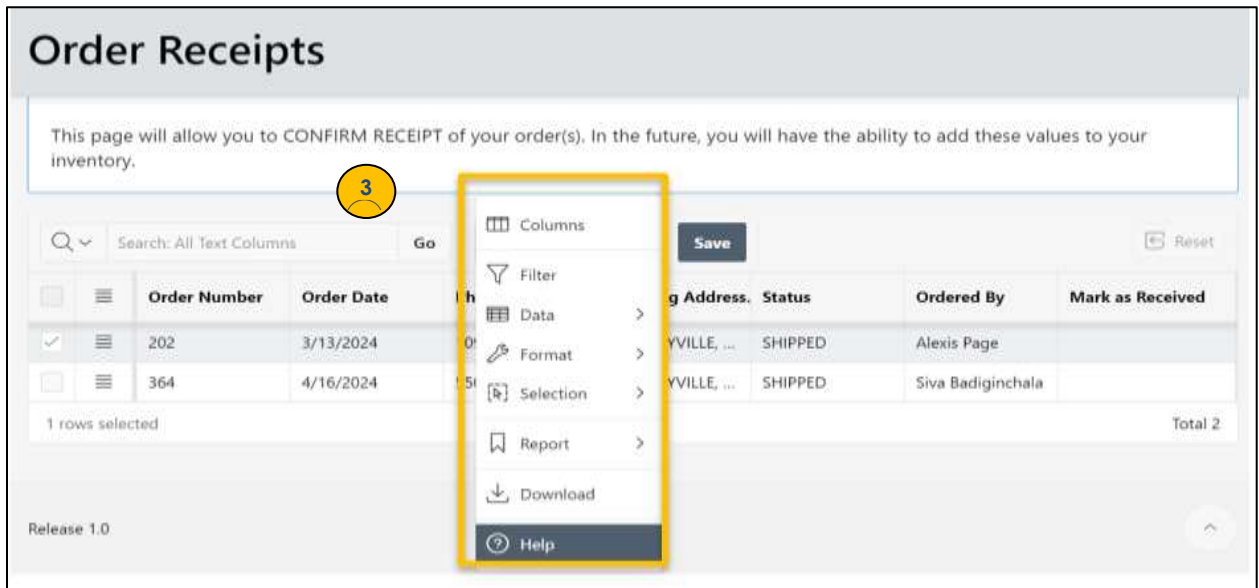 Order Receipts
This page will allow you to CONFIRM RECEIPT of your order(s). In the future, you will have the ability to add these values to your
inventory.
3
Search: All Text Columns Go Save Reset
Order Number Order Date g Address. Status Ordered By Mark as Received
202 3/13/2024 YVILLE, ... SHIPPED Alexis Page
364 4/16/2024 YVILLE, ... SHIPPED Siva Badiginchala
1 rows selected Total 2
Columns
Filter
Data
Format
Selection
Report
Download
Help
Release 1.0